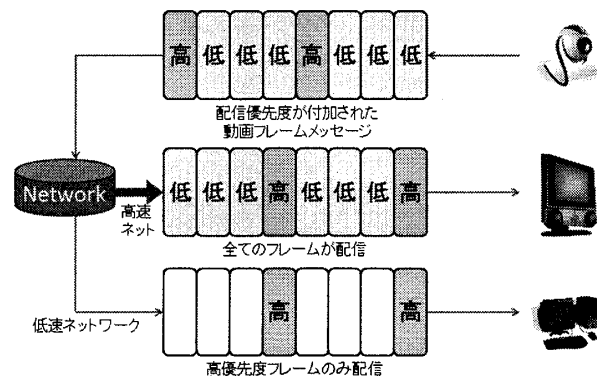 高 低 低 低 高 低 低 低
配信優先度が付加された
動画フレームメッセージ
Network
高速
ネット
低 低 低 高 低 低 低 高
全てのフレームが配信
低速ネットワーク
高 高
高優先度フレームのみ配信